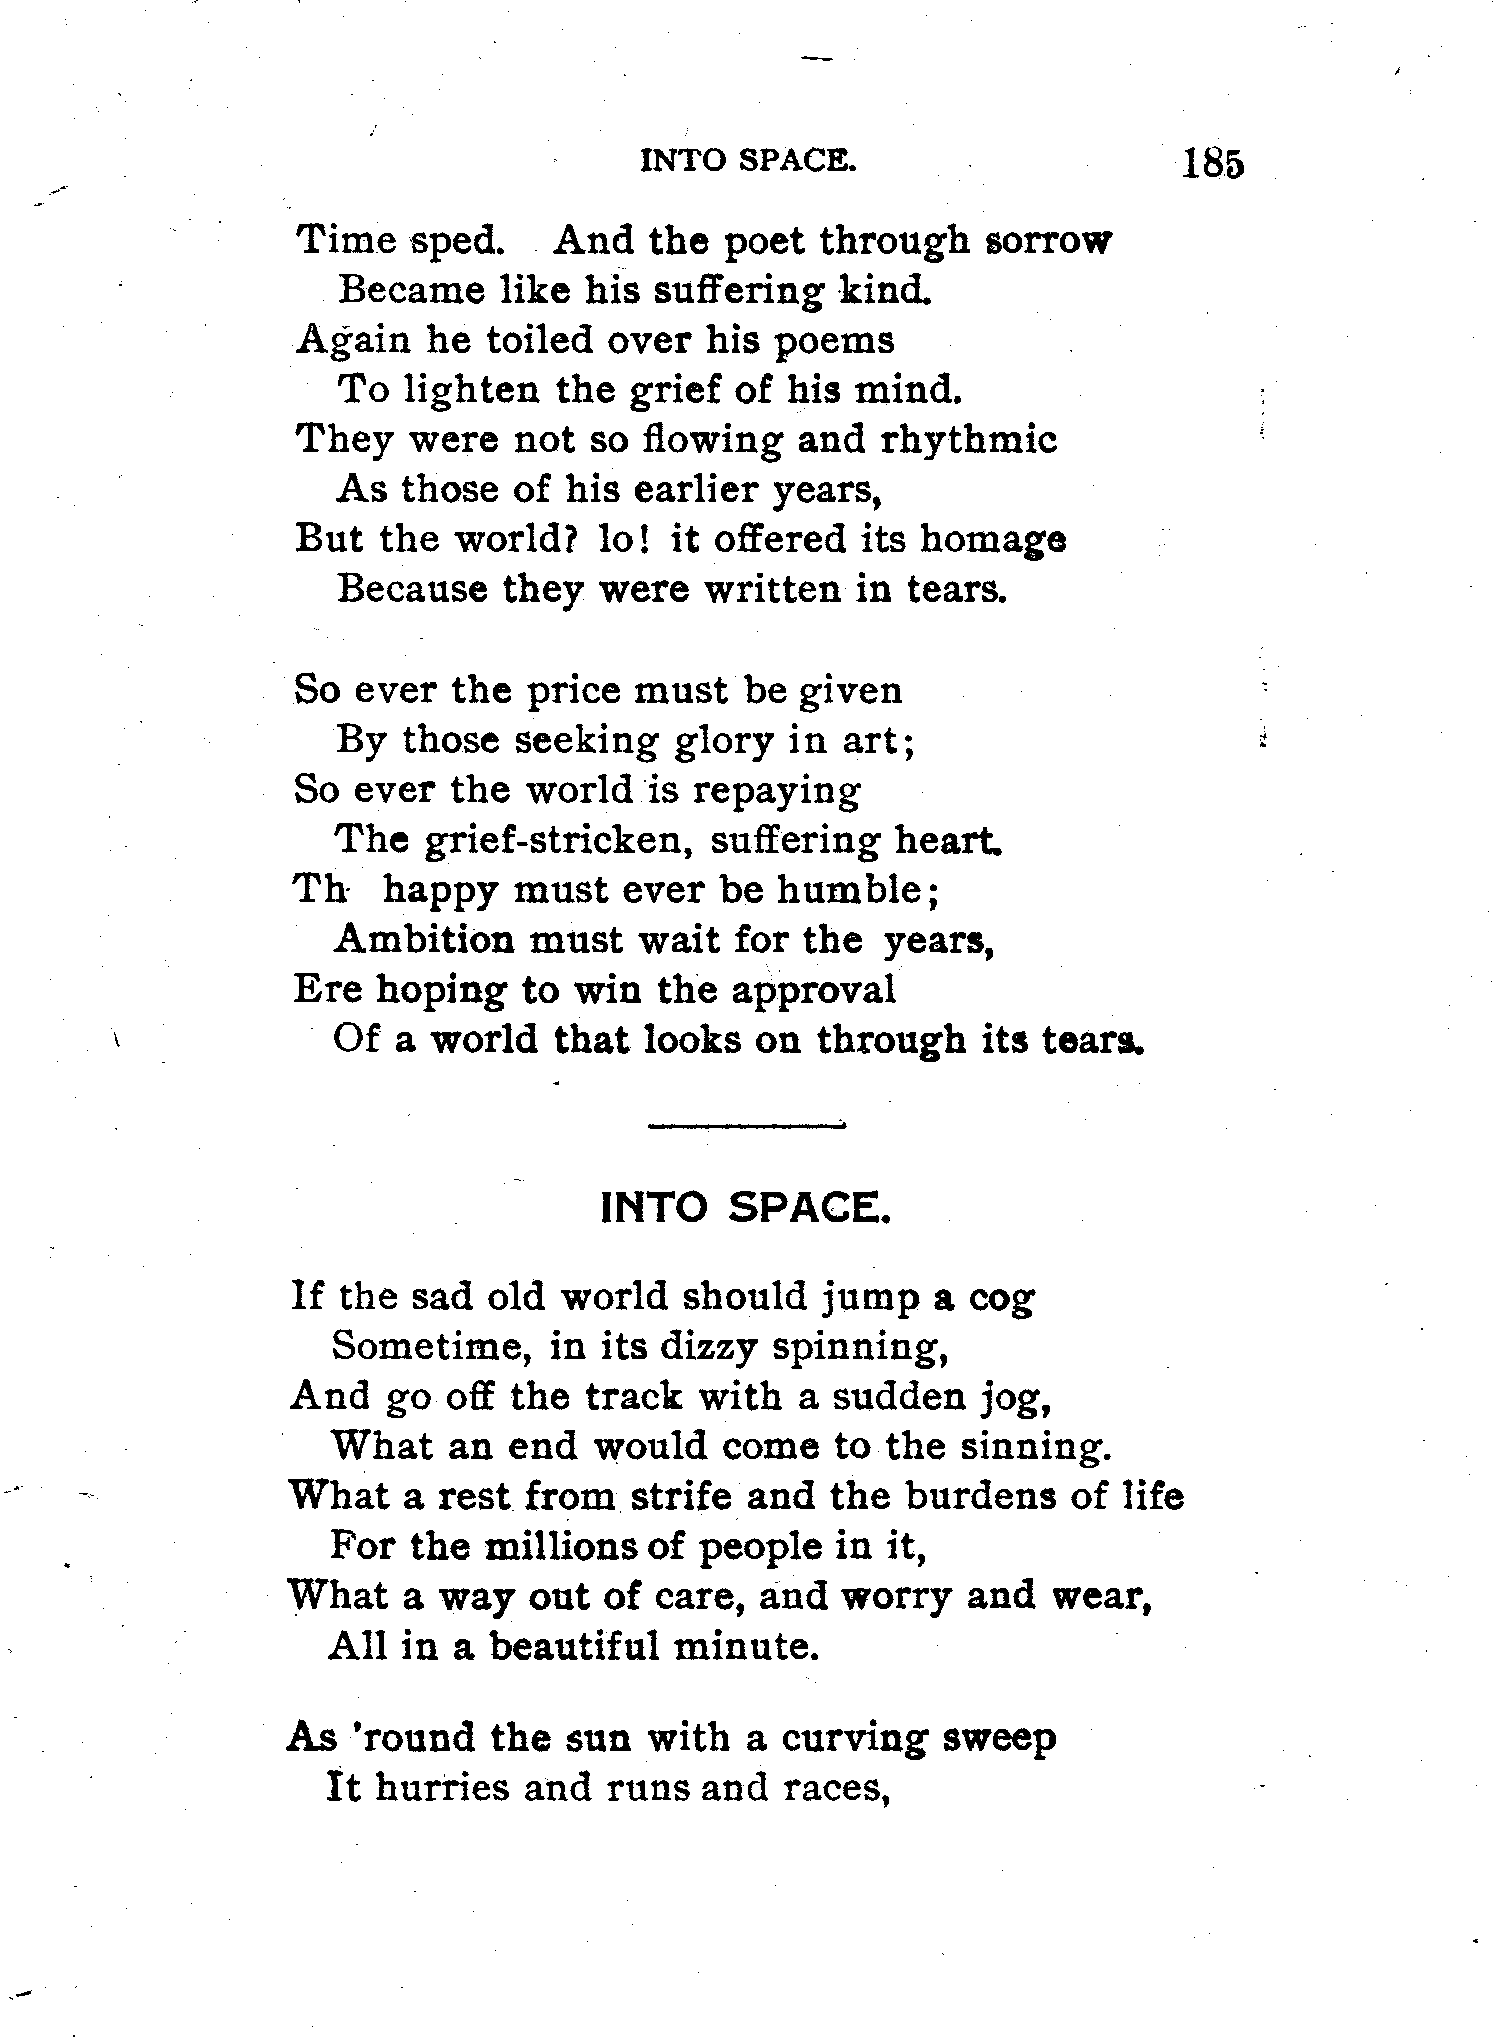 INTO SPACE. 185
Time sped. And the poet through sorrow
Became like his suffering kind.
Again he toiled over his poems
To lighten the grief of his mind.
They were not so flowing and rhythmic
As those of his earlier years,
But the world? lo! it offered its homage
Because they were written in tears.
So ever the price must be given
By those seeking glory in art;
So ever the world is repaying
The grief-stricken, suffering heart.
Th happy must ever be humble;
Ambition must wait for the years,
Ere hoping to win the approval
Of a world that looks on through its tears.
INTO SPACE.
If the sad old world should jump a cog
Sometime, in its dizzy spinning,
And go off the track with a sudden jog,
What an end would come to the sinning.
What a rest from strife and the burdens of life
For the millions of people in it,
What a way out of care, and worry and wear,
All in a beautiful minute.
As 'round the sun with a curving sweep
It hurries and runs and races,